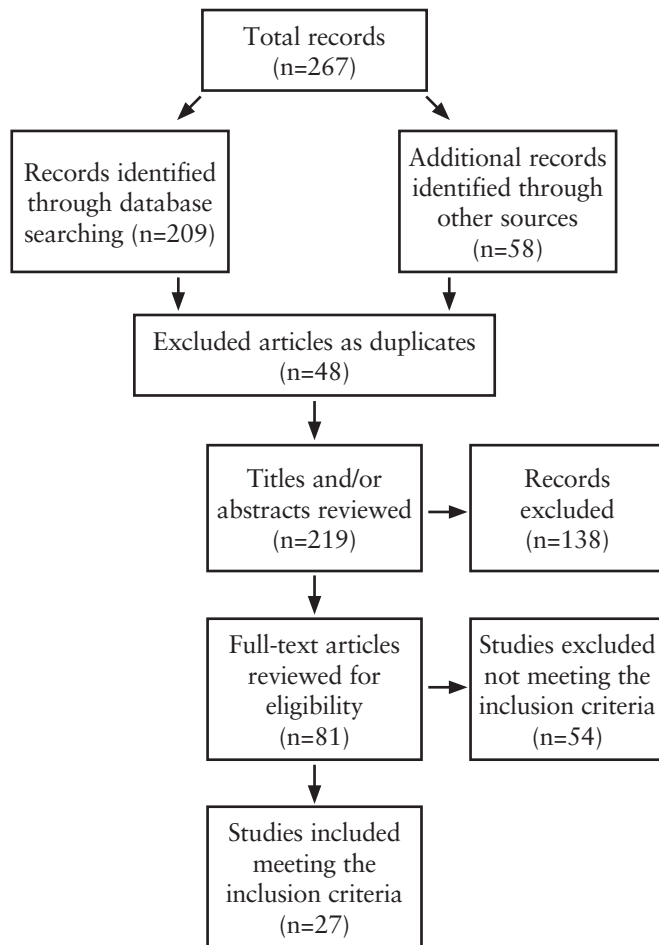 Total records
(n=267)
Records identified
through database
searching (n=209)
Additional records
identified through
other sources
(n=58)
Excluded articles as duplicates
(n=48)
Titles and/or
abstracts reviewed
(n=219)
Records
excluded
(n=138)
Full-text articles
reviewed for
eligibility
(n=81)
Studies excluded
not meeting the
inclusion criteria
(n=54)
Studies included
meeting the
inclusion criteria
(n=27)